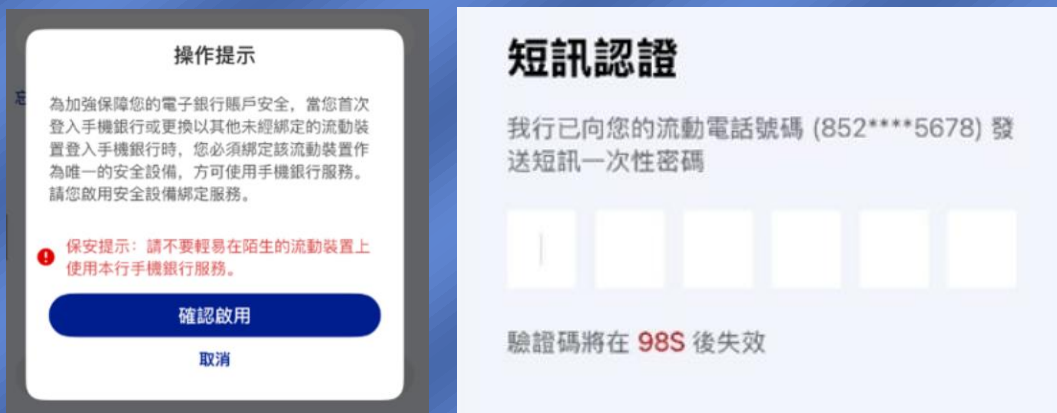 操作提示
為加強保障您的電子銀行賬戶安全，當您首次
登入手機銀行或更換以其他未經綁定的流動裝
置登入手機銀行時，您必須綁定該流動裝置作
為唯一的安全設備，方可使用手機銀行服務。
請您啟用安全設備綁定服務。
保安提示：請不要輕易在陌生的流動裝置上
使用本行手機銀行服務。
確認啟用
取消
短訊認證
我行已向您的流動電話號碼 (852****5678) 發
送短訊一次性密碼
驗證碼將在 98S 後失效